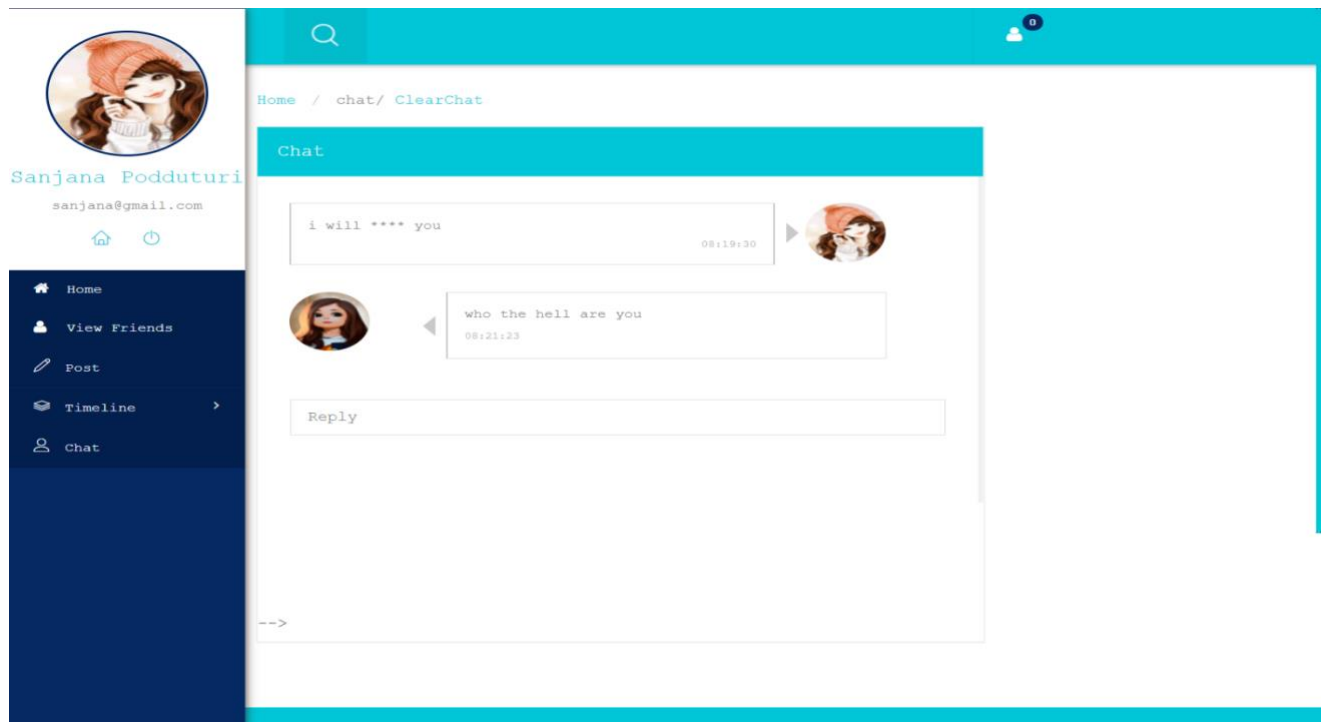 0
Home / chat/ ClearChat
Chat
Sanjana Podduturi
sanjana@gmail.com
i will **** you
08:19:30
who the hell are you
08:21:23
Reply
-->
Home
View Friends
Post
Timeline
Chat